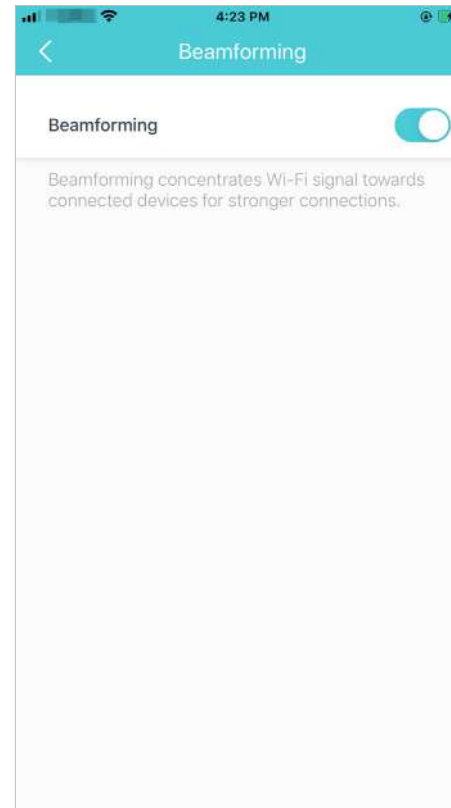 4:23 PM
Beamforming
Beamforming
Beamforming concentrates Wi-Fi signal towards
connected devices for stronger connections.